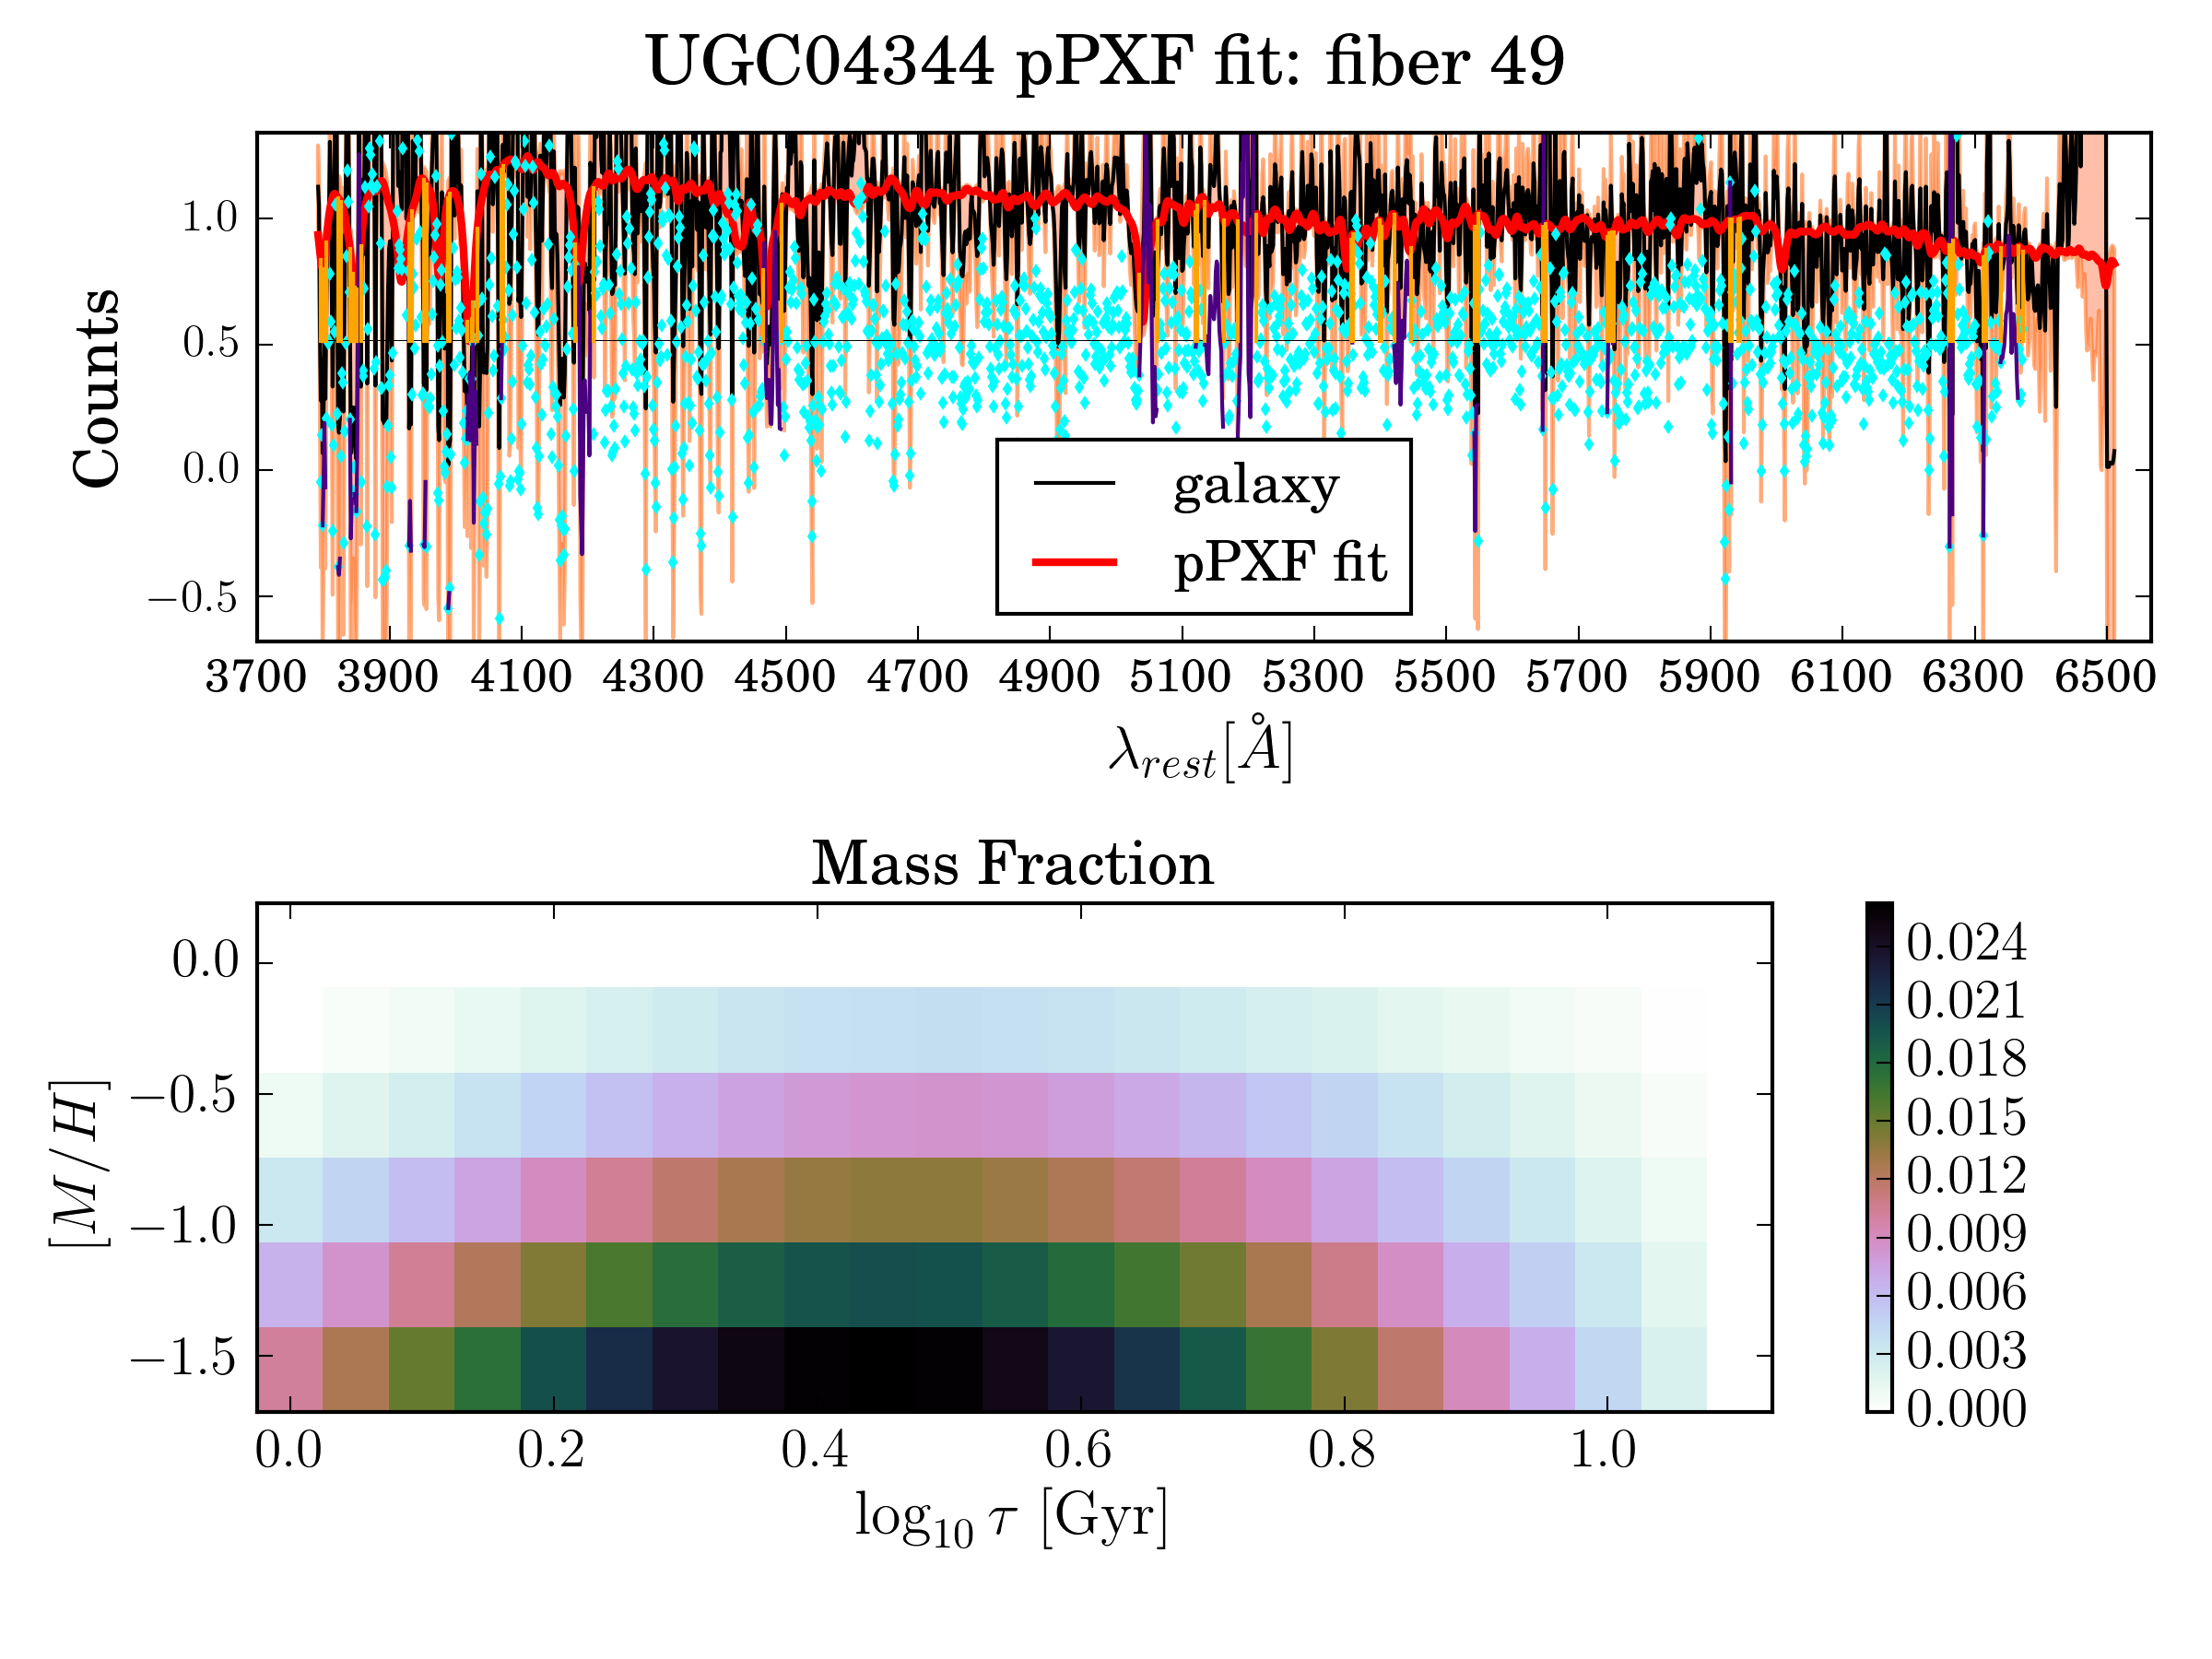 UGC04344 pPXF fit: fiber 49
Counts
1.0
0.5
0.0
−0.5
galaxy
pPXF fit
3700 3900 4100 4300 4500 4700 4900 5100 5300 5500 5700 5900 6100 6300 6500
λrest[Å]
Mass Fraction
[M/H]
0.0
−0.5
−1.0
−1.5
0.0 0.2 0.4 0.6 0.8 1.0
log10 τ [Gyr]
0.024
0.021
0.018
0.015
0.012
0.009
0.006
0.003
0.000